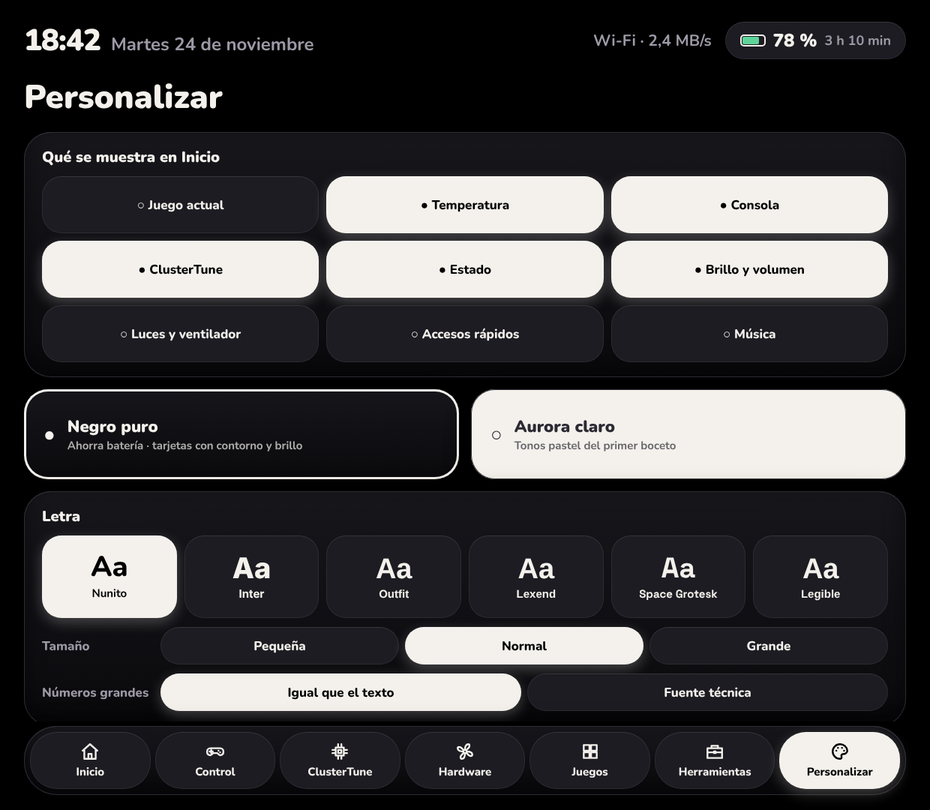 18:42 Martes 24 de noviembre Wi-Fi · 2,4 MB/s 78 % 3 h 10 min
Personalizar
Qué se muestra en Inicio
○ Juego actual ● Temperatura ● Consola
● ClusterTune ● Estado ● Brillo y volumen
○ Luces y ventilador ○ Accesos rápidos ○ Música
● Negro puro ○ Aurora claro
Ahorra batería · tarjetas con contorno y brillo Tonos pastel del primer boceto
Letra
Aa Aa Aa Aa Aa Aa
Nunito Inter Outfit Lexend Space Grotesk Legible
Tamaño Pequeña Normal Grande
Números grandes Igual que el texto Fuente técnica
Inicio Control ClusterTune Hardware Juegos Herramientas Personalizar